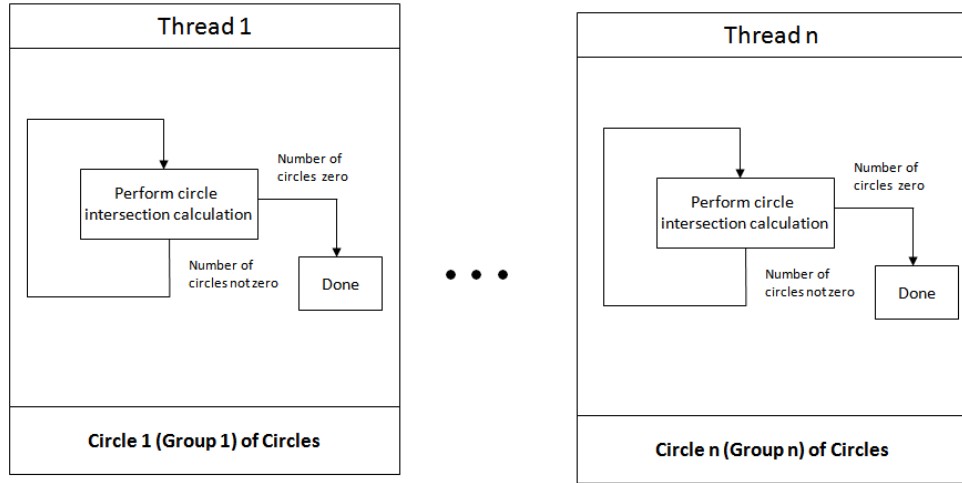 Thread 1
Number of
circles zero
Perform circle
intersection calculation
Number of
circles not zero
Done
Circle 1 (Group 1) of Circles
Thread n
Number of
circles zero
Perform circle
intersection calculation
Number of
circles not zero
Done
Circle n (Group n) of Circles